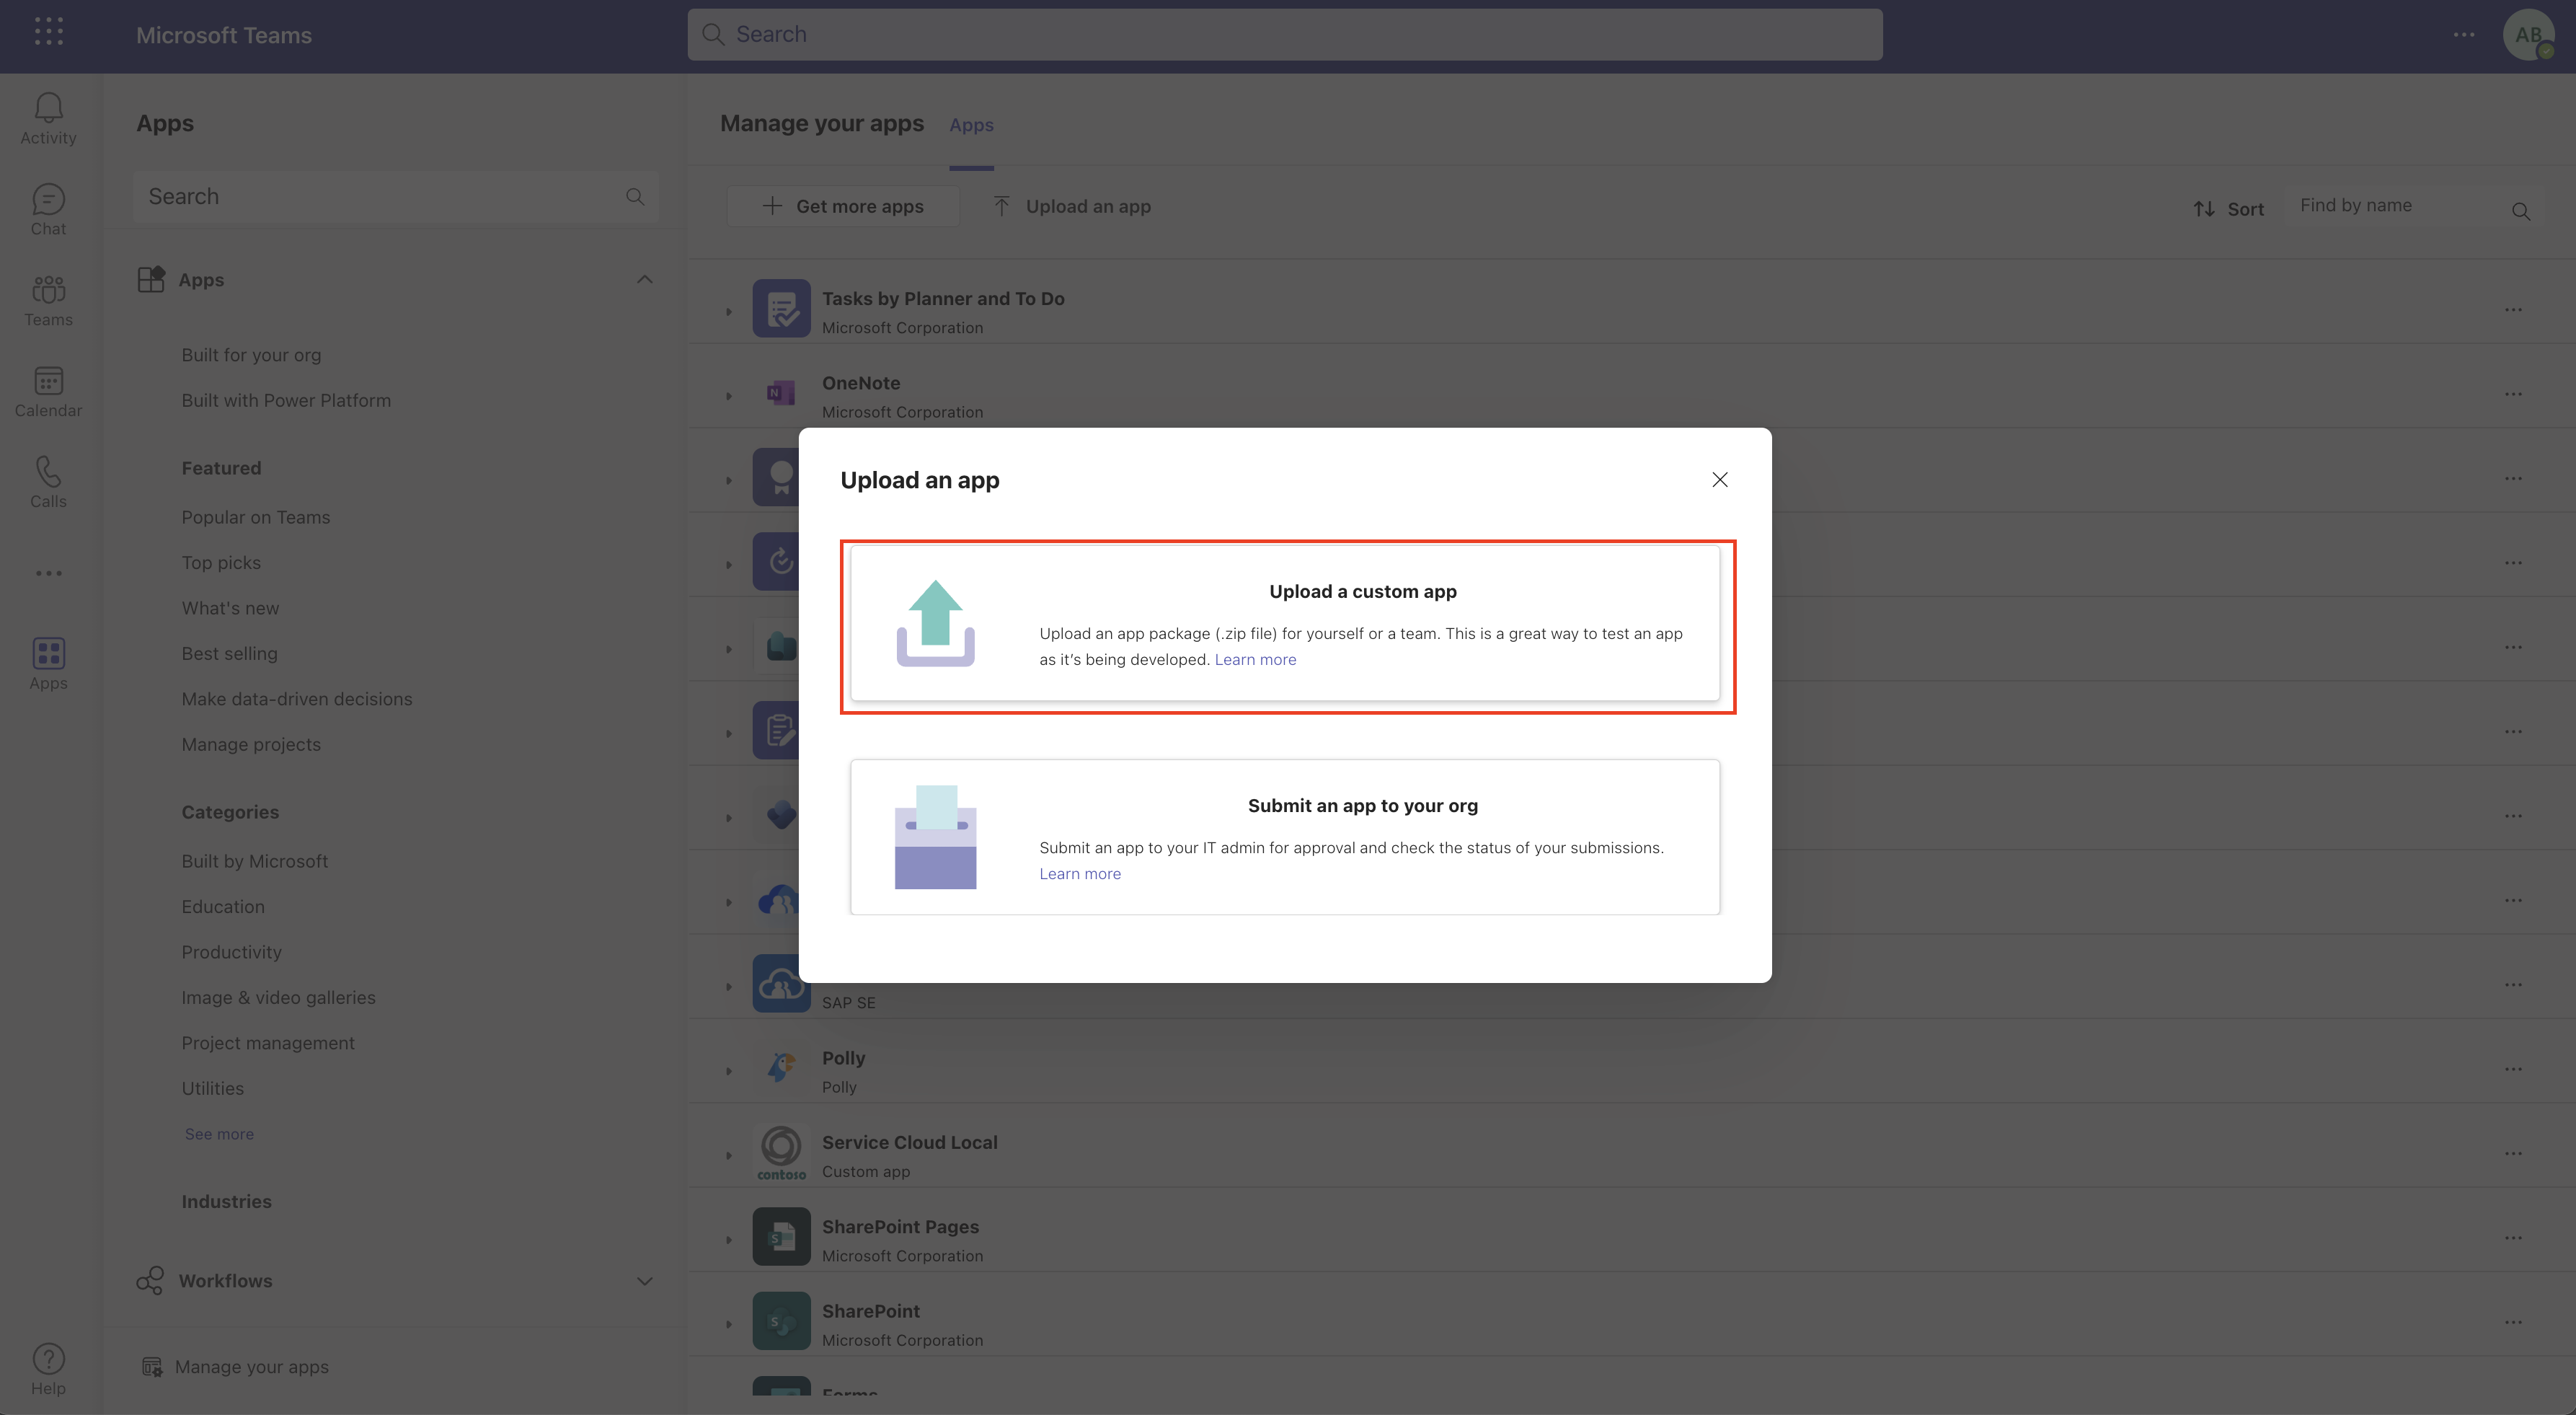 Microsoft Teams
Search
AB
Activity
Chat
Teams
Calendar
Calls
Apps
Help
Apps
Search
Apps
Built for your org
Built with Power Platform
Featured
Popular on Teams
Top picks
What's new
Best selling
Make data-driven decisions
Manage projects
Categories
Built by Microsoft
Education
Productivity
Image & video galleries
Project management
Utilities
See more
Industries
Workflows
Manage your apps
Manage your apps Apps
Get more apps Upload an app
Sort Find by name
Tasks by Planner and To Do
Microsoft Corporation
N
OneNote
Microsoft Corporation
Upload an app
Upload a custom app
Upload an app package (.zip file) for yourself or a team. This is a great way to test an app
as it’s being developed. Learn more
Submit an app to your org
Submit an app to your IT admin for approval and check the status of your submissions.
Learn more
SAP SE
Polly
Polly
contoso
Service Cloud Local
Custom app
S
SharePoint Pages
Microsoft Corporation
S
SharePoint
Microsoft Corporation
Forms